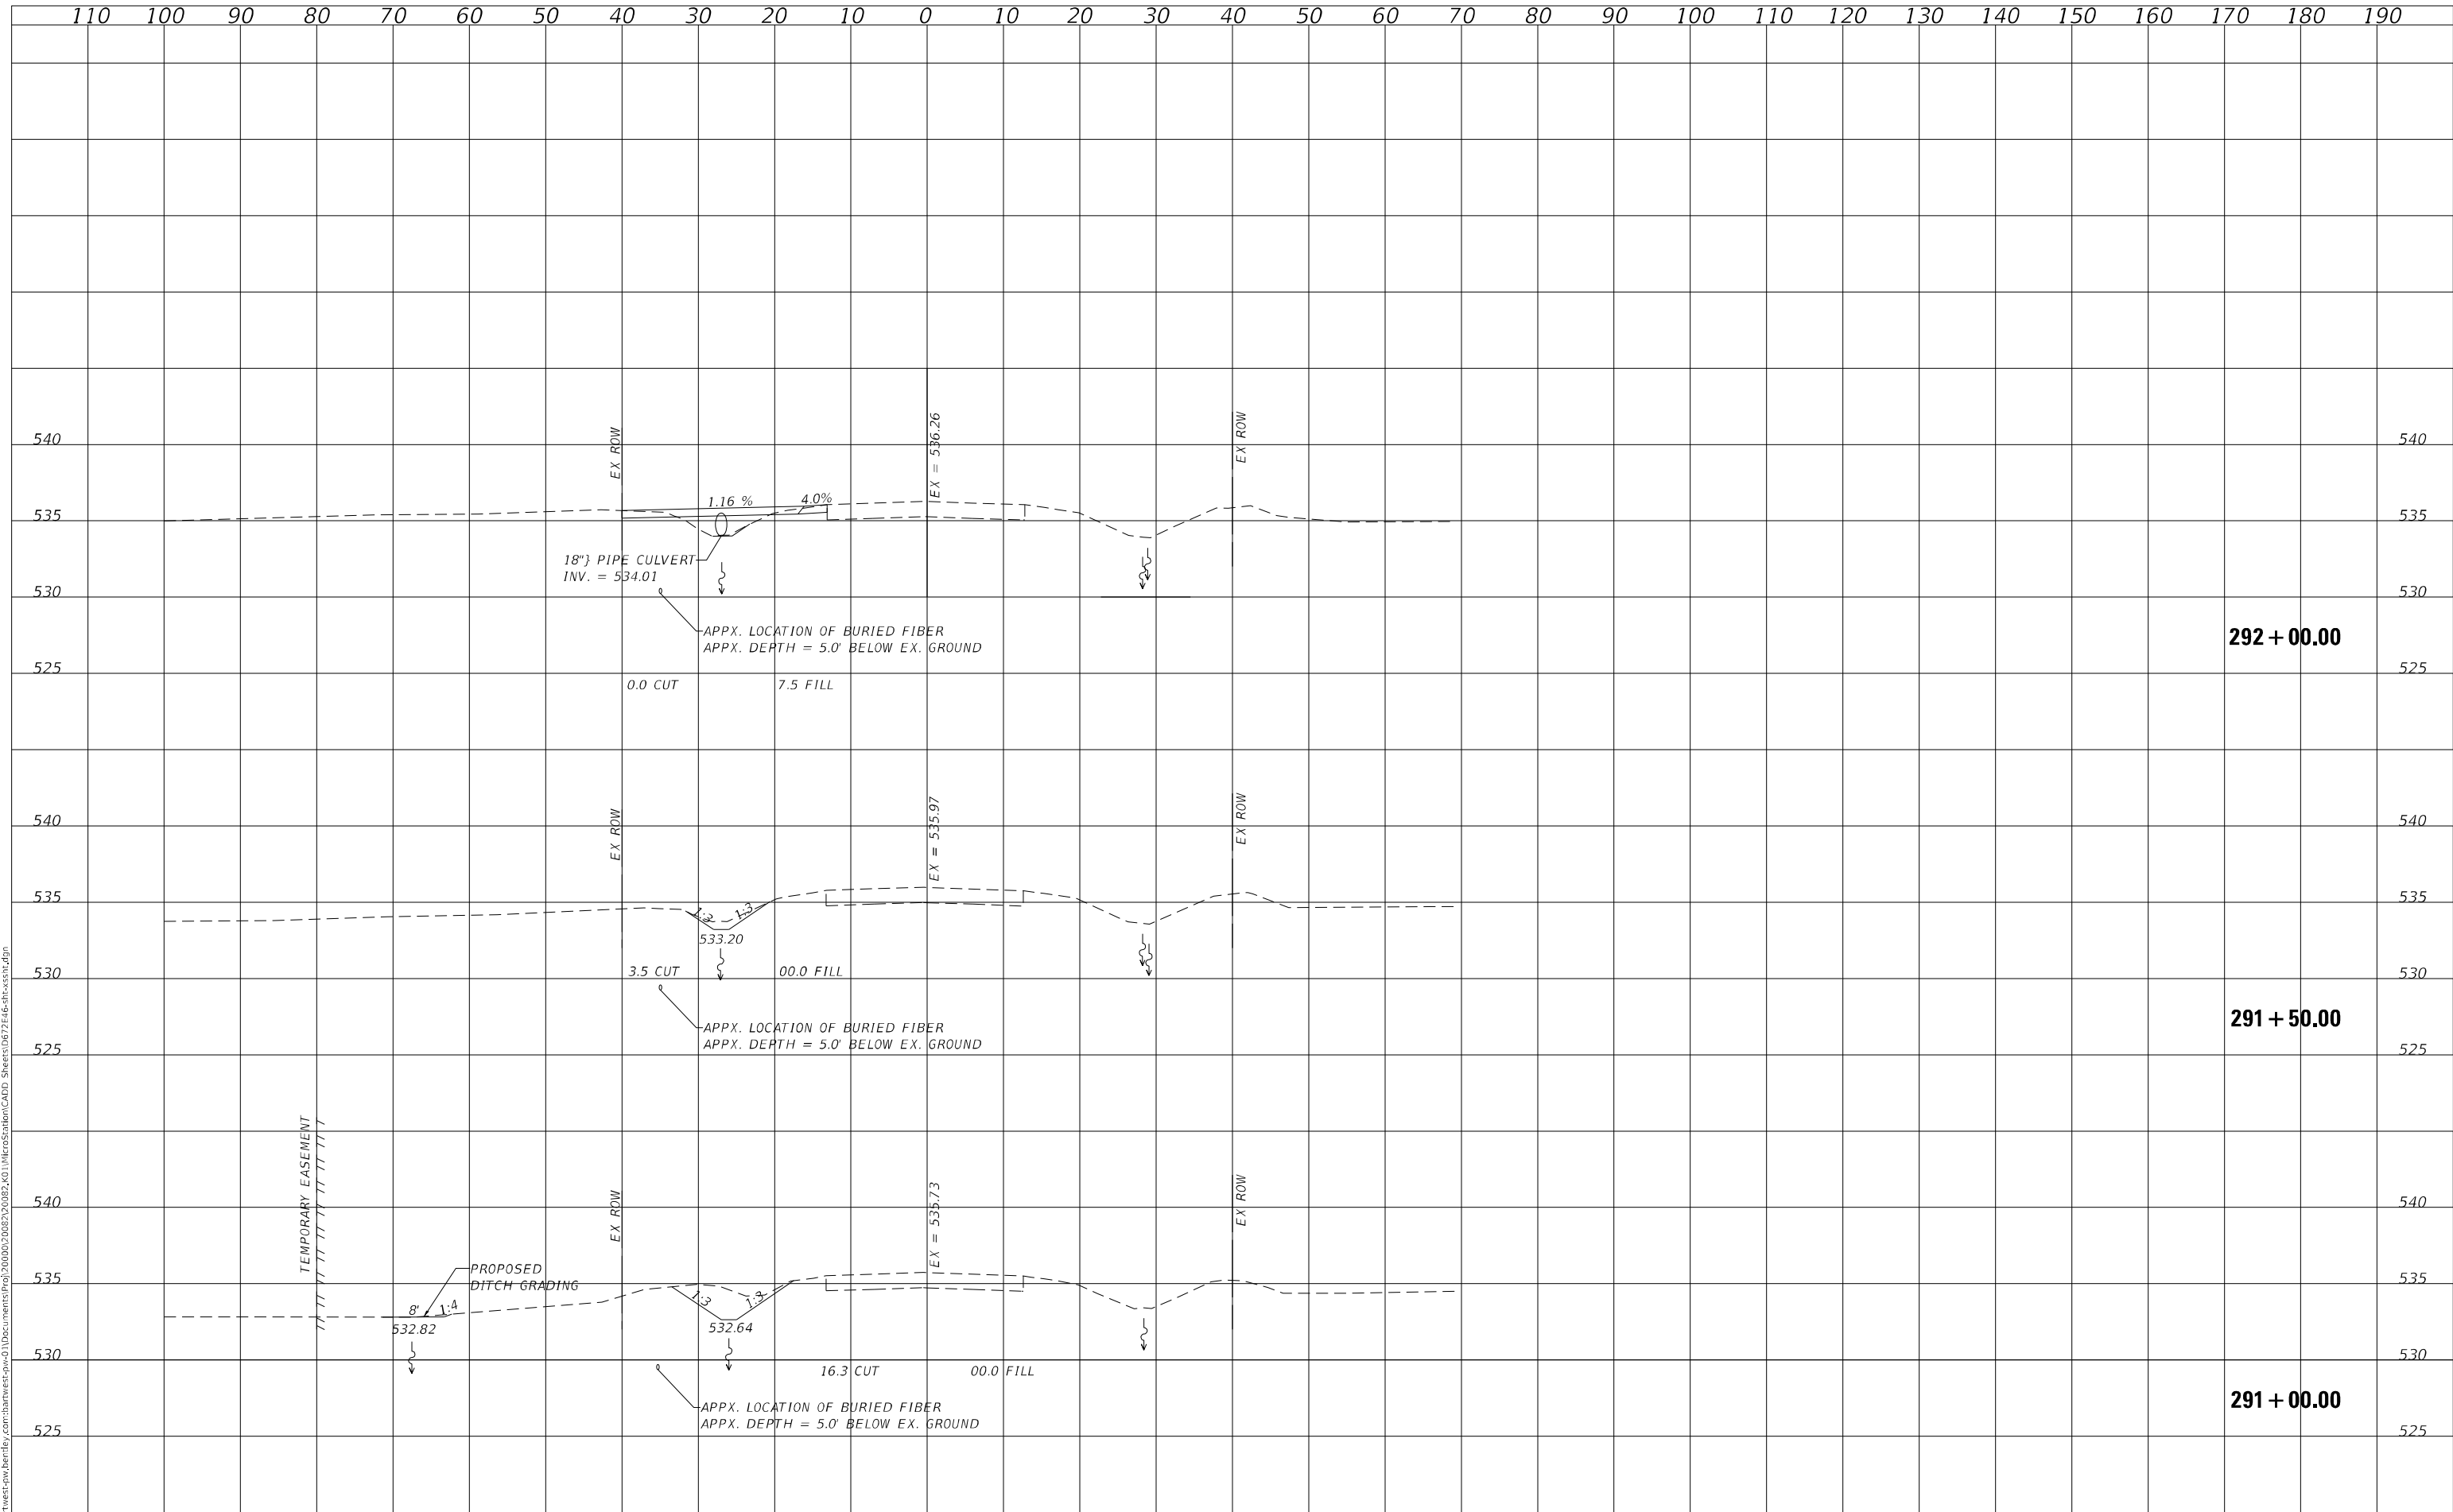 110 100 90 80 70 60 50 40 30 20 10 0 10 20 30 40 50 60 70 80 90 100 110 120 130 140 150 160 170 180 190
EX ROW
EX = 536.26
EX ROW
540 540
1.16 % 4.0%
535 535
18"} PIPE CULVERT
INV. = 534.01
530 530
APPX. LOCATION OF BURIED FIBER
APPX. DEPTH = 5.0' BELOW EX. GROUND
292+00.00
525 525
0.0 CUT 7.5 FILL
EX ROW
EX = 535.97
EX ROW
540 540
535 535
1:2 1:3
533.20
530 530
3.5 CUT 00.0 FILL
APPX. LOCATION OF BURIED FIBER
APPX. DEPTH = 5.0' BELOW EX. GROUND
291+50.00
525 525
TEMPORARY EASEMENT
EX ROW
EX = 535.73
EX ROW
540 540
PROPOSED
DITCH GRADING
535 535
8' 1:4
1:3 1:3
532.82
532.64
530 530
16.3 CUT 00.0 FILL
APPX. LOCATION OF BURIED FIBER
APPX. DEPTH = 5.0' BELOW EX. GROUND
291+00.00
525 525